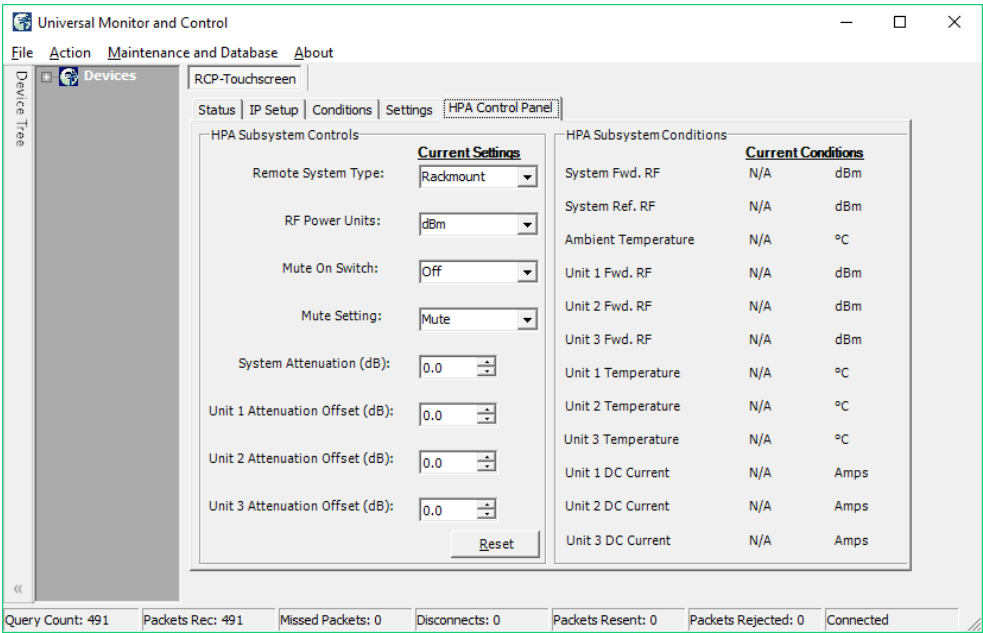 Universal Monitor and Control
File Action Maintenance and Database About
Device Tree
Devices
RCP-Touchscreen
Status IP Setup Conditions Settings HPA Control Panel
HPA Subsystem Controls
Current Settings
Remote System Type: Rackmount
RF Power Units: dBm
Mute On Switch: Off
Mute Setting: Mute
System Attenuation (dB): 0.0
Unit 1 Attenuation Offset (dB): 0.0
Unit 2 Attenuation Offset (dB): 0.0
Unit 3 Attenuation Offset (dB): 0.0
Reset
HPA Subsystem Conditions
Current Conditions
System Fwd. RF N/A dBm
System Ref. RF N/A dBm
Ambient Temperature N/A °C
Unit 1 Fwd. RF N/A dBm
Unit 2 Fwd. RF N/A dBm
Unit 3 Fwd. RF N/A dBm
Unit 1 Temperature N/A °C
Unit 2 Temperature N/A °C
Unit 3 Temperature N/A °C
Unit 1 DC Current N/A Amps
Unit 2 DC Current N/A Amps
Unit 3 DC Current N/A Amps
Query Count: 491 Packets Rec: 491 Missed Packets: 0 Disconnects: 0 Packets Resent: 0 Packets Rejected: 0 Connected